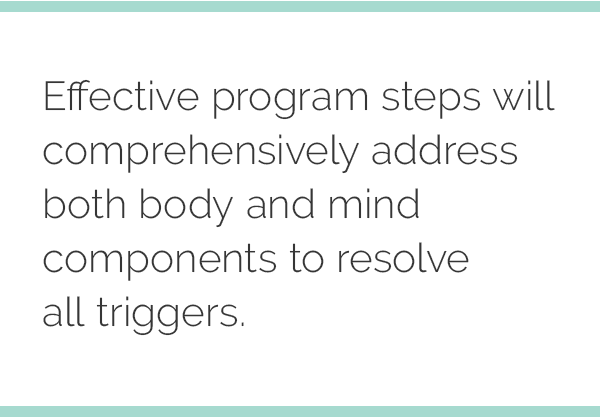 Effective program steps will
comprehensively address
both body and mind
components to resolve
all triggers.